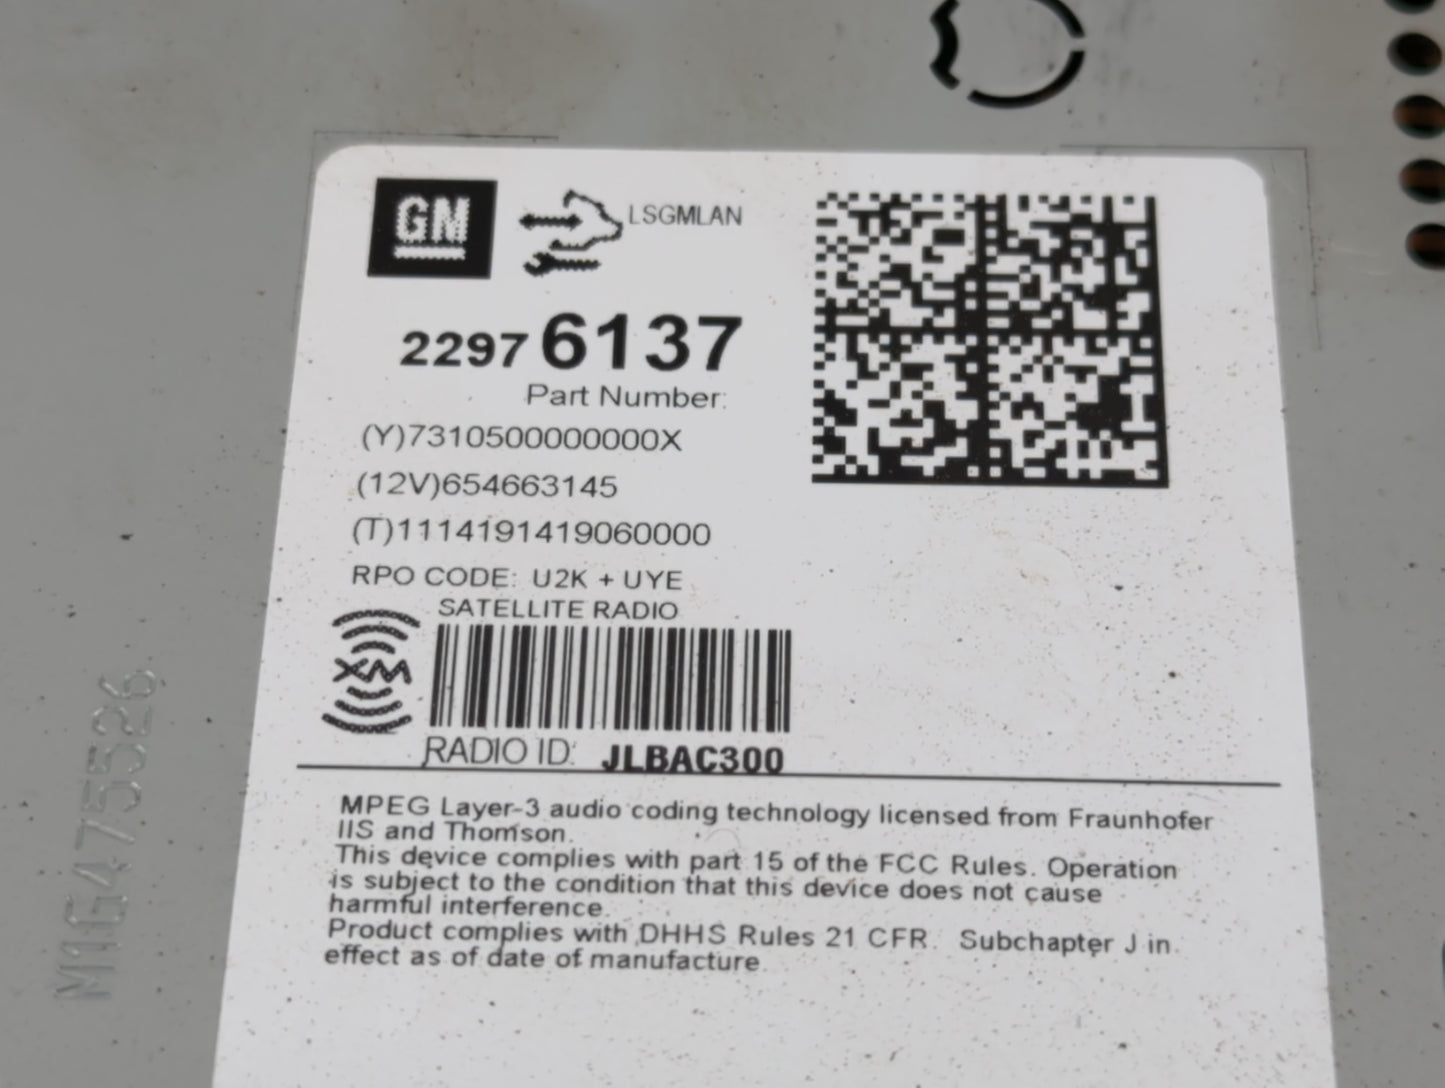 GM
LSGMLAN
22976137
Part Number:
(Y)7310500000000X
(12V)654663145
(T)1114191419060000
RPO CODE: U2K + UYE
SATELLITE RADIO
XM
RADIO ID: JLBAC300
MPEG Layer-3 audio coding technology licensed from Fraunhofer
IIS and Thomson.
This device complies with part 15 of the FCC Rules. Operation
is subject to the condition that this device does not cause
harmful interference.
Product complies with DHHS Rules 21 CFR. Subchapter J in
effect as of date of manufacture
M1G475526